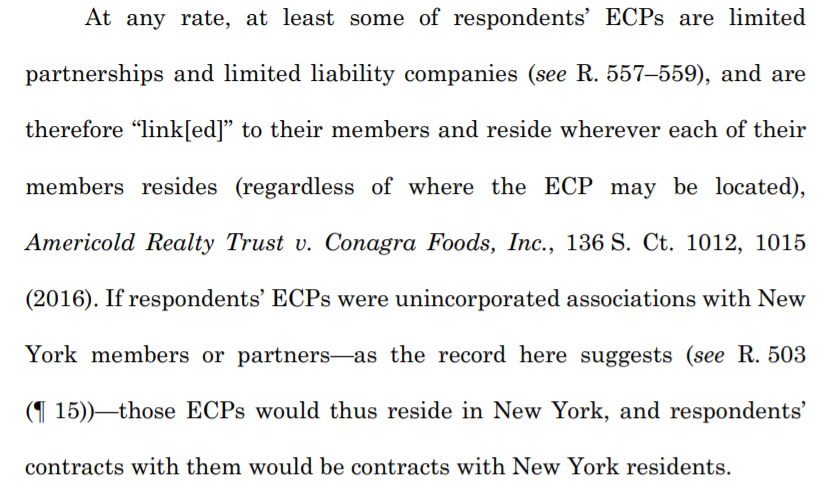 At any rate, at least some of respondents’ ECPs are limited
partnerships and limited liability companies (see R. 557–559), and are
therefore “link[ed]” to their members and reside wherever each of their
members resides (regardless of where the ECP may be located),
Americold Realty Trust v. Conagra Foods, Inc., 136 S. Ct. 1012, 1015
(2016). If respondents’ ECPs were unincorporated associations with New
York members or partners—as the record here suggests (see R. 503
(¶ 15))—those ECPs would thus reside in New York, and respondents’
contracts with them would be contracts with New York residents.